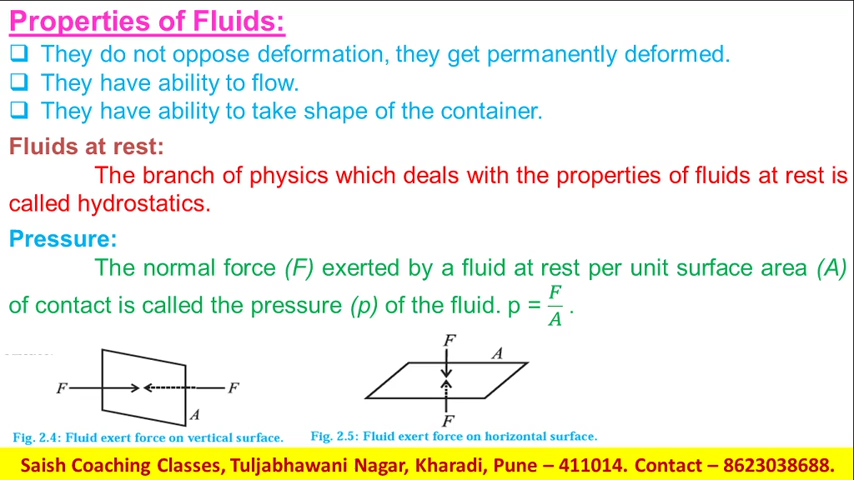 Properties of Fluids:
❑ They do not oppose deformation, they get permanently deformed.
❑ They have ability to flow.
❑ They have ability to take shape of the container.
Fluids at rest:
The branch of physics which deals with the properties of fluids at rest is
called hydrostatics.
Pressure:
The normal force (F) exerted by a fluid at rest per unit surface area (A)
of contact is called the pressure (p) of the fluid. p = F/A .
F F A
F A F
Fig. 2.4: Fluid exert force on vertical surface.
Fig. 2.5: Fluid exert force on horizontal surface.
Saish Coaching Classes, Tuljabhawani Nagar, Kharadi, Pune – 411014. Contact – 8623038688.